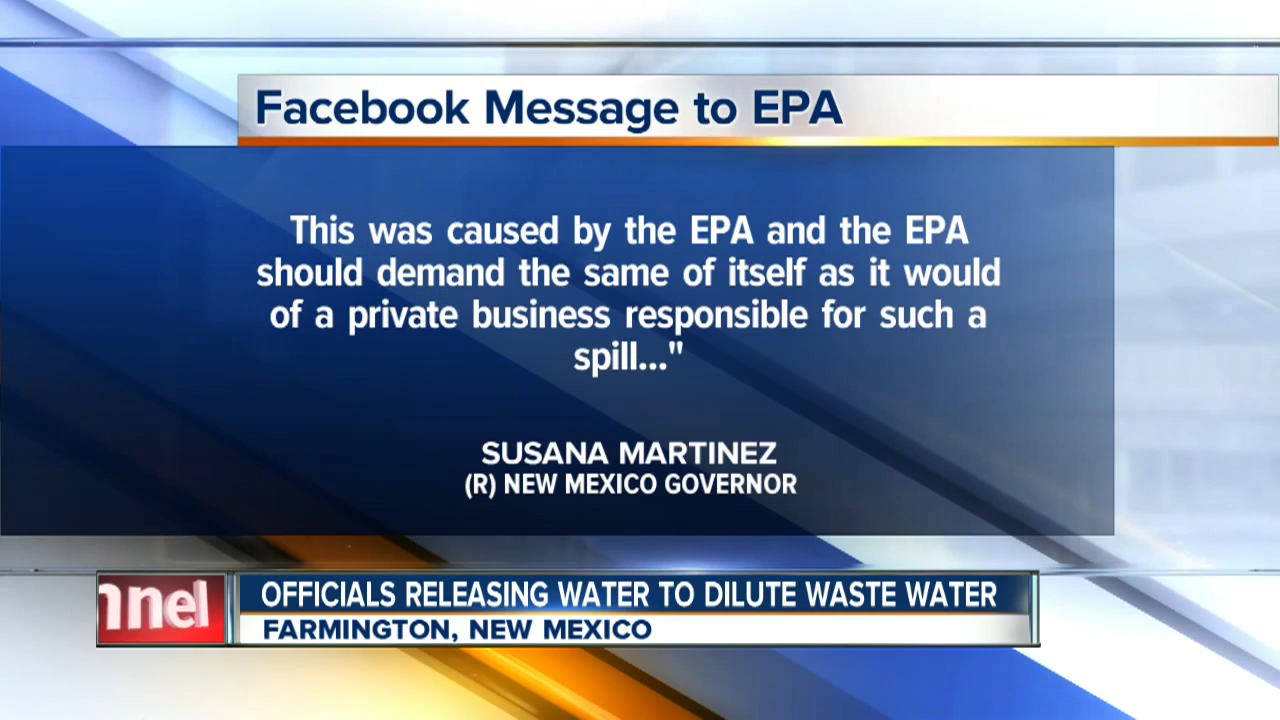 Facebook Message to EPA
This was caused by the EPA and the EPA
should demand the same of itself as it would
of a private business responsible for such a
spill..."
SUSANA MARTINEZ
(R) NEW MEXICO GOVERNOR
nnel
OFFICIALS RELEASING WATER TO DILUTE WASTE WATER
FARMINGTON, NEW MEXICO